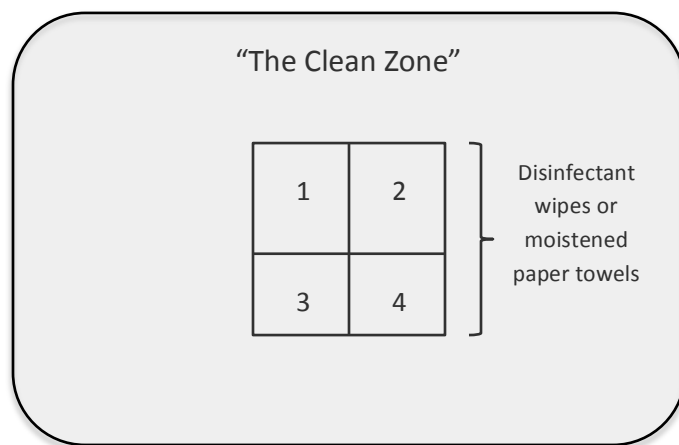 “The Clean Zone”
1 2
Disinfectant
wipes or
moistened
paper towels
3 4